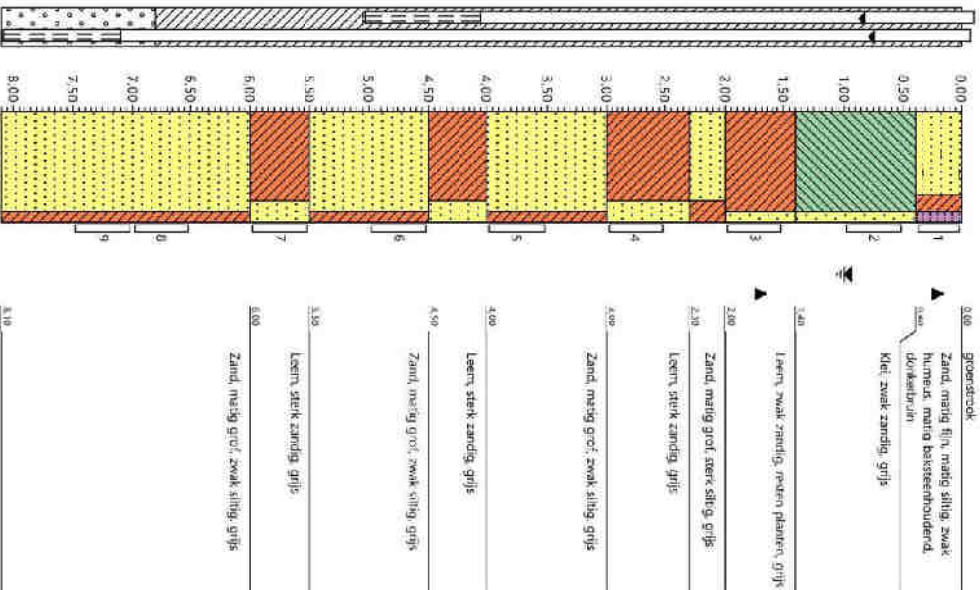 0,00
0,50
1,00
1,50
2,00
2,50
3,00
3,50
4,00
4,50
5,00
5,50
6,00
6,50
7,00
7,50
8,00
1
2
3
4
5
6
7
8
9
0,00
groenstrook
Zand, matig fijn, matig siltig, zwak
humeus, matig baksteenhoudend,
donkerbruin
0,40
Klei, zwak zandig, grijs
1,40
Leem, zwak zandig, resten planten, grijs
2,00
Zand, matig grof, sterk siltig, grijs
2,30
Leem, sterk zandig, grijs
3,00
Zand, matig grof, zwak siltig, grijs
4,00
Leem, sterk zandig, grijs
4,50
Zand, matig grof, zwak siltig, grijs
5,50
Leem, sterk zandig, grijs
6,00
Zand, matig grof, zwak siltig, grijs
8,10